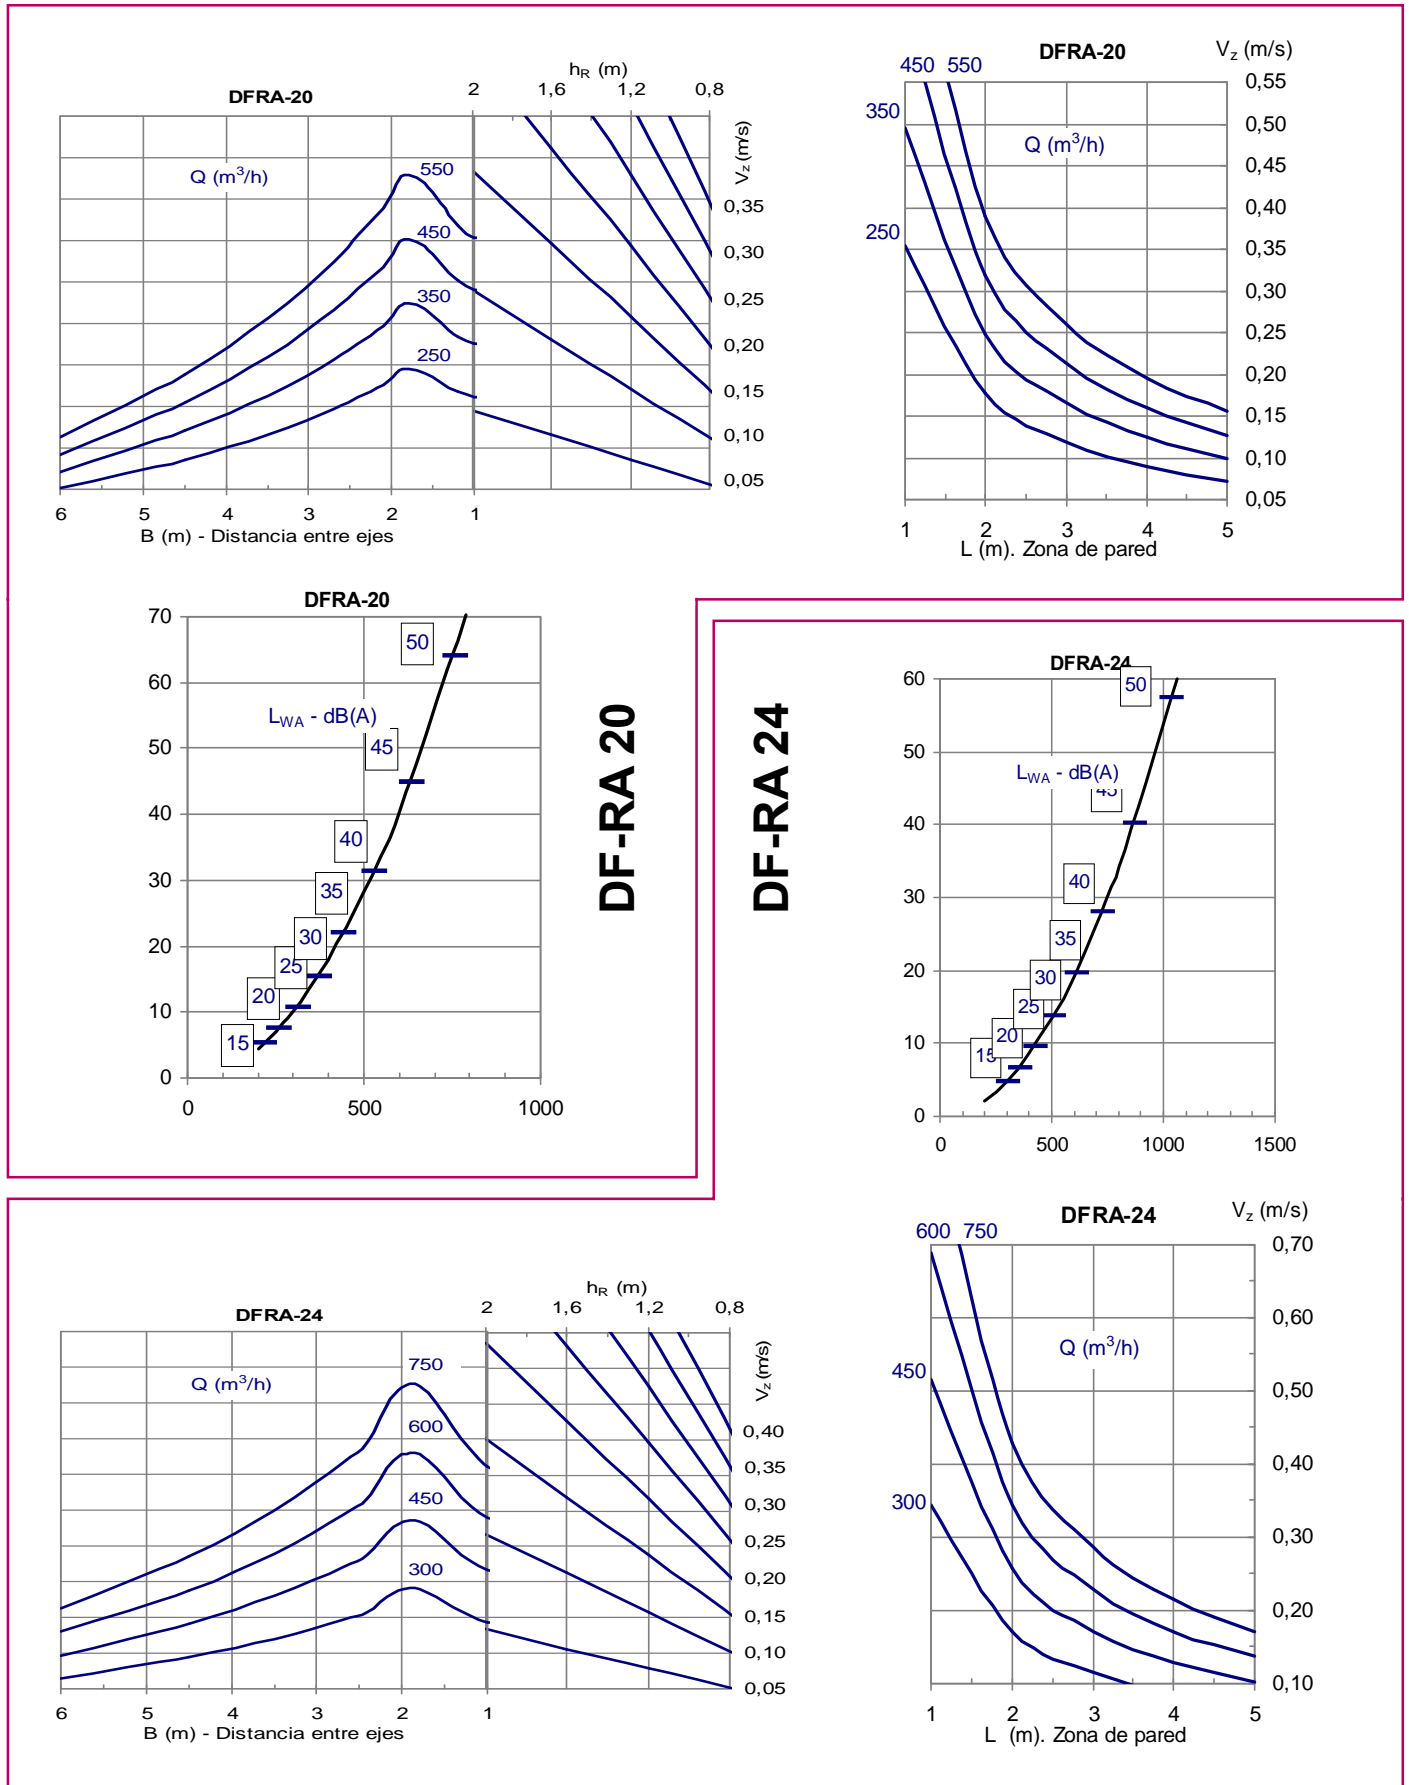 DFRA-20
h_R (m)
2 1,6 1,2 0,8
Q (m³/h)
550
450
350
250
V_z (m/s)
0,35
0,30
0,25
0,20
0,15
0,10
0,05
6 5 4 3 2 1
B (m) - Distancia entre ejes
DFRA-20
V_z (m/s)
450 550
350
250
Q (m³/h)
0,55
0,50
0,45
0,40
0,35
0,30
0,25
0,20
0,15
0,10
0,05
1 2 3 4 5
L (m). Zona de pared
DFRA-20
70
60
50
40
30
20
10
0
L_WA - dB(A)
50
45
40
35
30
25
20
15
0 500 1000
DF-RA 20
DF-RA 24
DFRA-24
60
50
40
30
20
10
0
L_WA - dB(A)
50
45
40
35
30
25
20
15
0 500 1000 1500
DFRA-24
h_R (m)
2 1,6 1,2 0,8
Q (m³/h)
750
600
450
300
V_z (m/s)
0,40
0,35
0,30
0,25
0,20
0,15
0,10
0,05
6 5 4 3 2 1
B (m) - Distancia entre ejes
DFRA-24
V_z (m/s)
600 750
450
300
Q (m³/h)
0,70
0,60
0,50
0,40
0,30
0,20
0,10
1 2 3 4 5
L (m). Zona de pared